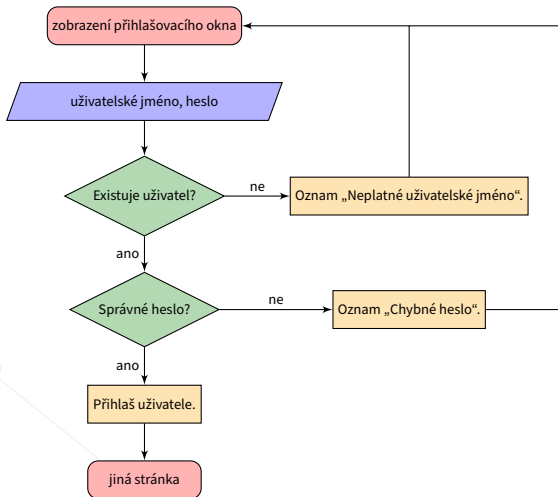 zobrazení přihlašovacího okna
uživatelské jméno, heslo
Existuje uživatel?
ne
Oznam „Neplatné uživatelské jméno“.
ano
Správné heslo?
ne
Oznam „Chybné heslo“.
ano
Přihlaš uživatele.
jiná stránka